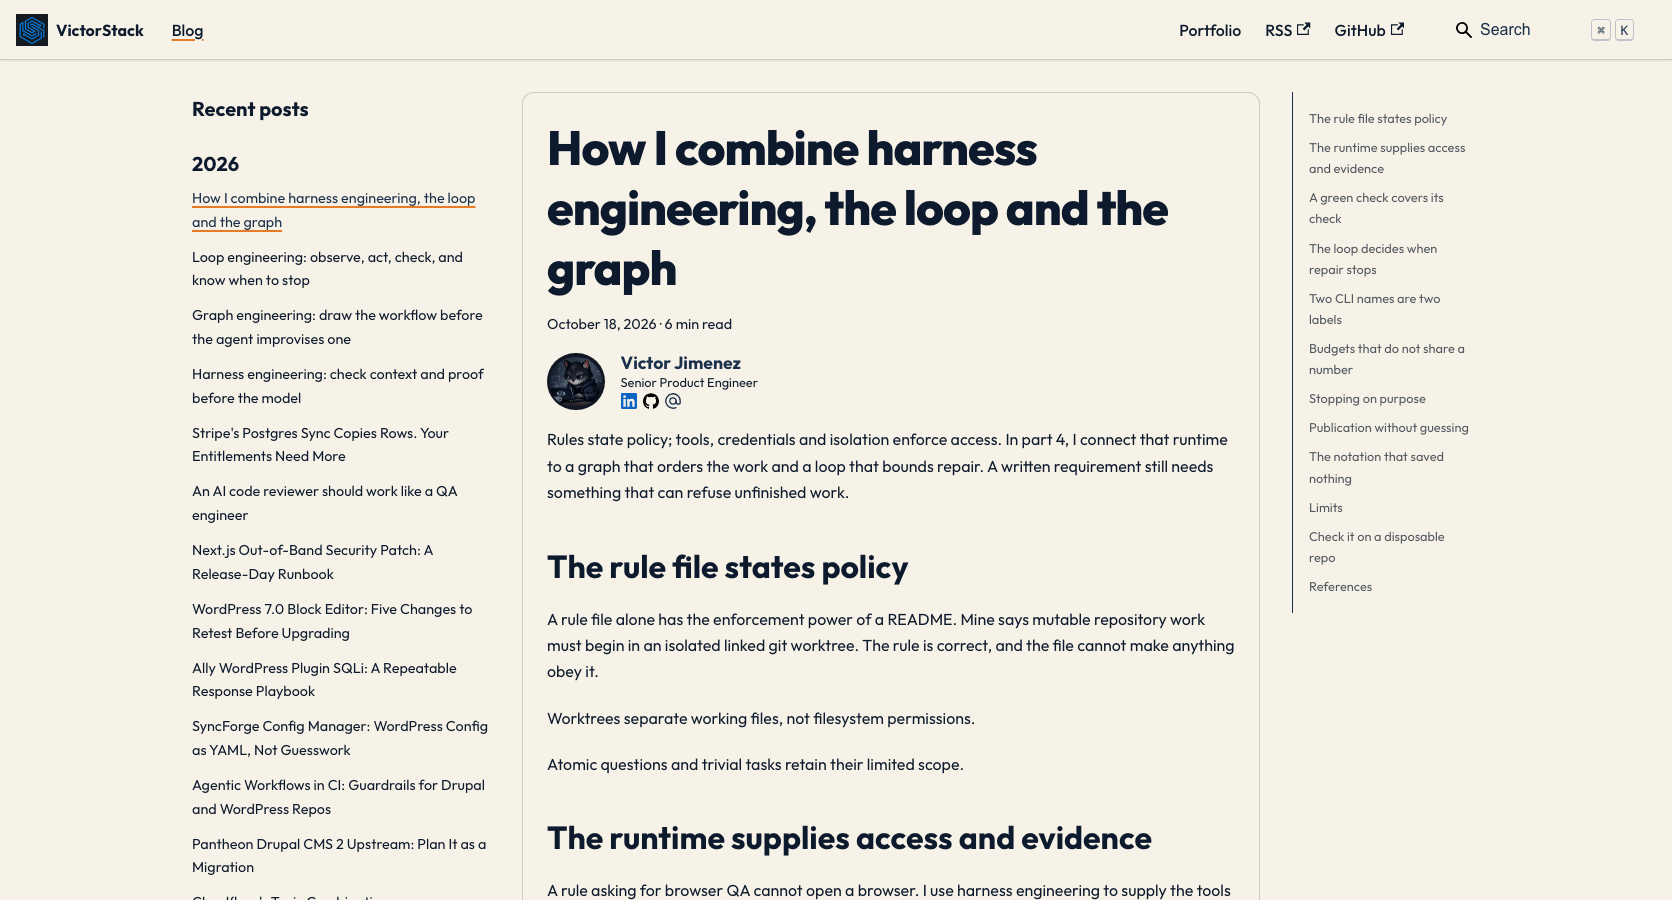 VictorStack
Blog
Portfolio
RSS
GitHub
Search
⌘ K
Recent posts
2026
How I combine harness engineering, the loop
and the graph
Loop engineering: observe, act, check, and
know when to stop
Graph engineering: draw the workflow before
the agent improvises one
Harness engineering: check context and proof
before the model
Stripe's Postgres Sync Copies Rows. Your
Entitlements Need More
An AI code reviewer should work like a QA
engineer
Next.js Out-of-Band Security Patch: A
Release-Day Runbook
WordPress 7.0 Block Editor: Five Changes to
Retest Before Upgrading
Ally WordPress Plugin SQLi: A Repeatable
Response Playbook
SyncForge Config Manager: WordPress Config
as YAML, Not Guesswork
Agentic Workflows in CI: Guardrails for Drupal
and WordPress Repos
Pantheon Drupal CMS 2 Upstream: Plan It as a
Migration
How I combine harness
engineering, the loop and the
graph
October 18, 2026 · 6 min read
Victor Jimenez
Senior Product Engineer
Rules state policy; tools, credentials and isolation enforce access. In part 4, I connect that runtime
to a graph that orders the work and a loop that bounds repair. A written requirement still needs
something that can refuse unfinished work.
The rule file states policy
A rule file alone has the enforcement power of a README. Mine says mutable repository work
must begin in an isolated linked git worktree. The rule is correct, and the file cannot make anything
obey it.
Worktrees separate working files, not filesystem permissions.
Atomic questions and trivial tasks retain their limited scope.
The runtime supplies access and evidence
A rule asking for browser QA cannot open a browser. I use harness engineering to supply the tools
The rule file states policy
The runtime supplies access
and evidence
A green check covers its
check
The loop decides when
repair stops
Two CLI names are two
labels
Budgets that do not share a
number
Stopping on purpose
Publication without guessing
The notation that saved
nothing
Limits
Check it on a disposable
repo
References